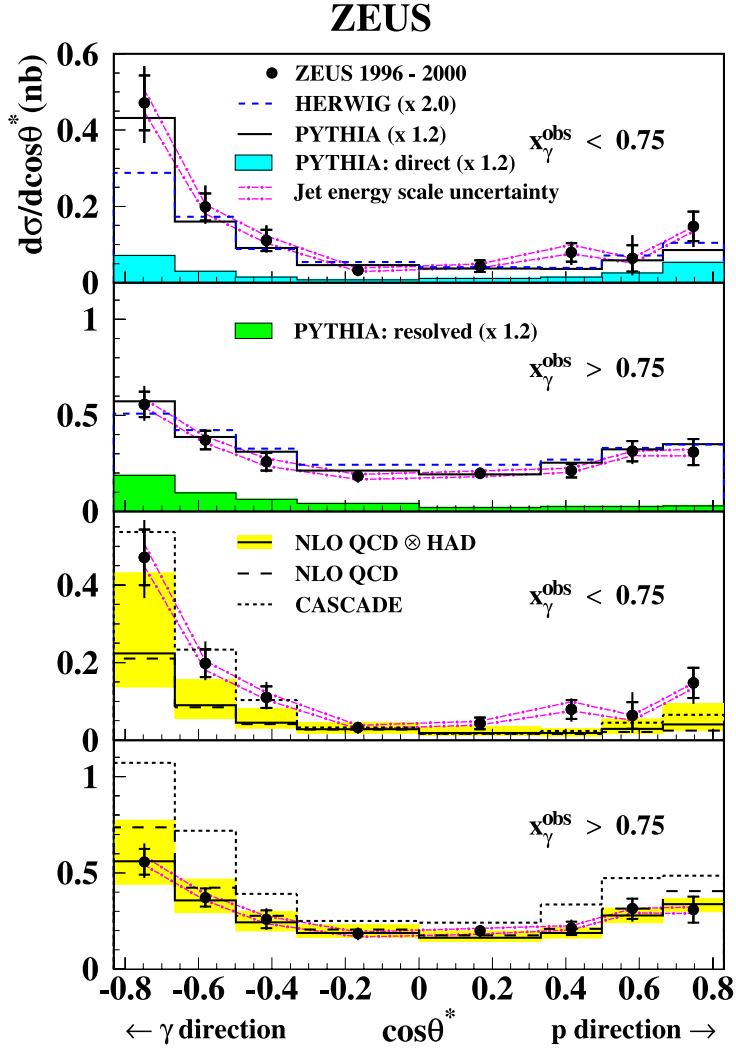 ZEUS
dσ/dcosθ* (nb)
0.6
0.4
0.2
0
ZEUS 1996 - 2000
HERWIG (x 2.0)
PYTHIA (x 1.2)
PYTHIA: direct (x 1.2)
Jet energy scale uncertainty
xγ^obs < 0.75
1
0.5
0
PYTHIA: resolved (x 1.2)
xγ^obs > 0.75
0.4
0.2
0
NLO QCD ⊗ HAD
NLO QCD
CASCADE
xγ^obs < 0.75
1
0.5
0
xγ^obs > 0.75
-0.8 -0.6 -0.4 -0.2 0 0.2 0.4 0.6 0.8
← γ direction cosθ* p direction →